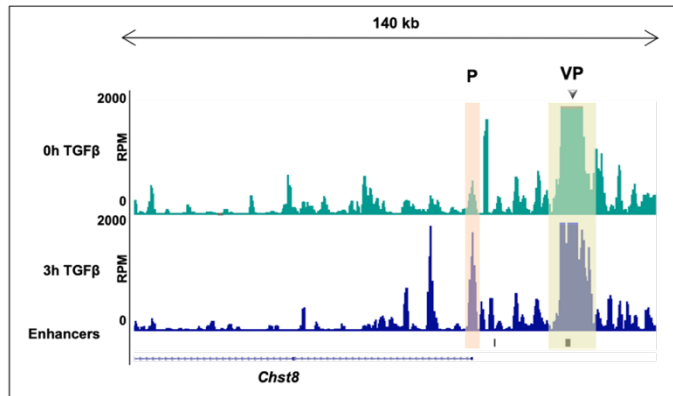 140 kb
P VP
2000
0h TGFβ RPM
0
2000
3h TGFβ RPM
0
Enhancers
Chst8